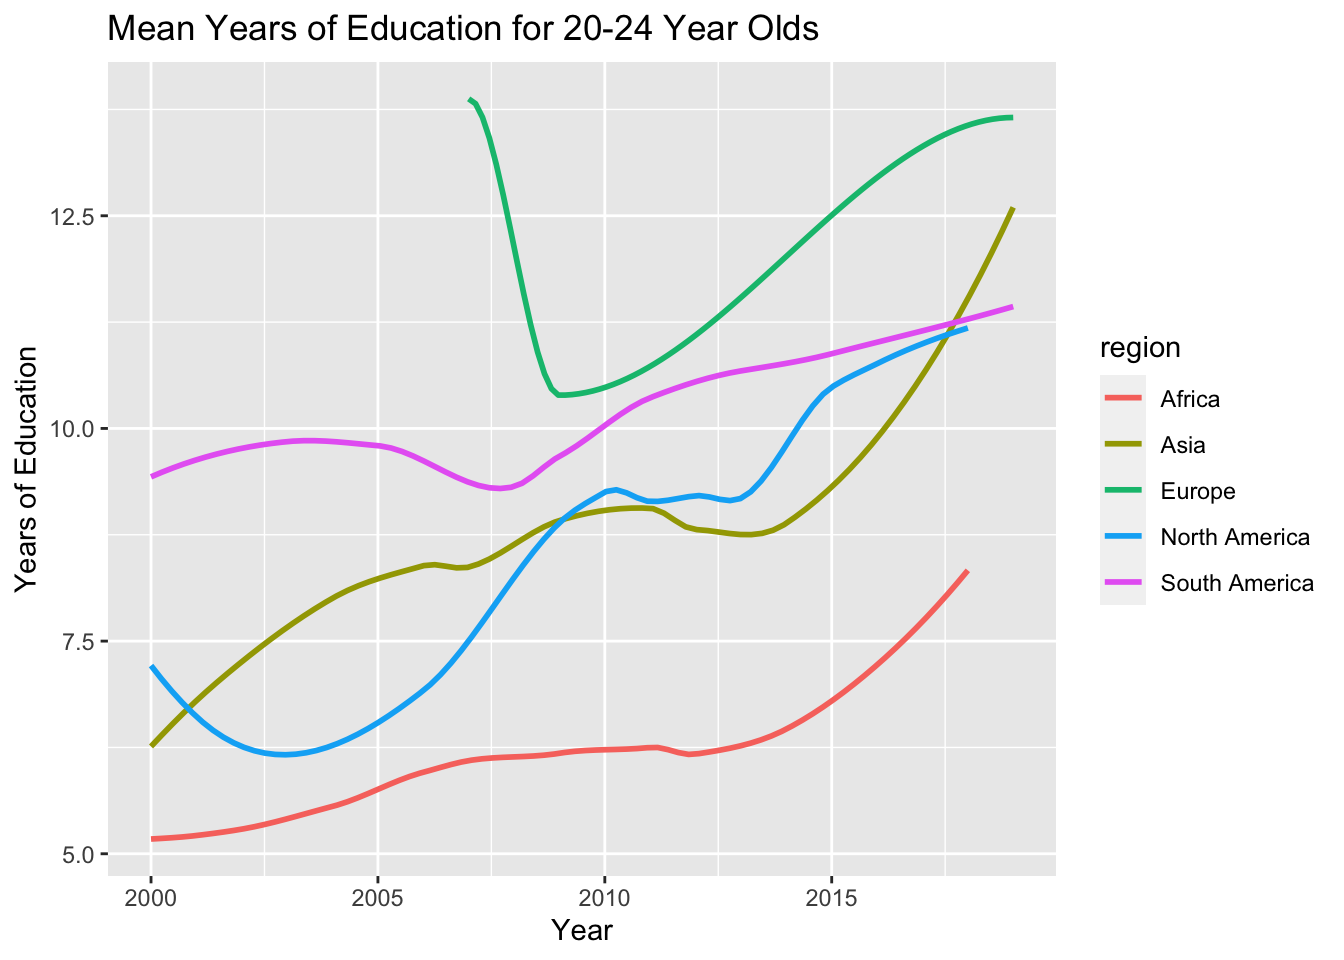 Mean Years of Education for 20-24 Year Olds
12.5
10.0
7.5
5.0
Years of Education
2000 2005 2010 2015
Year
region
Africa
Asia
Europe
North America
South America